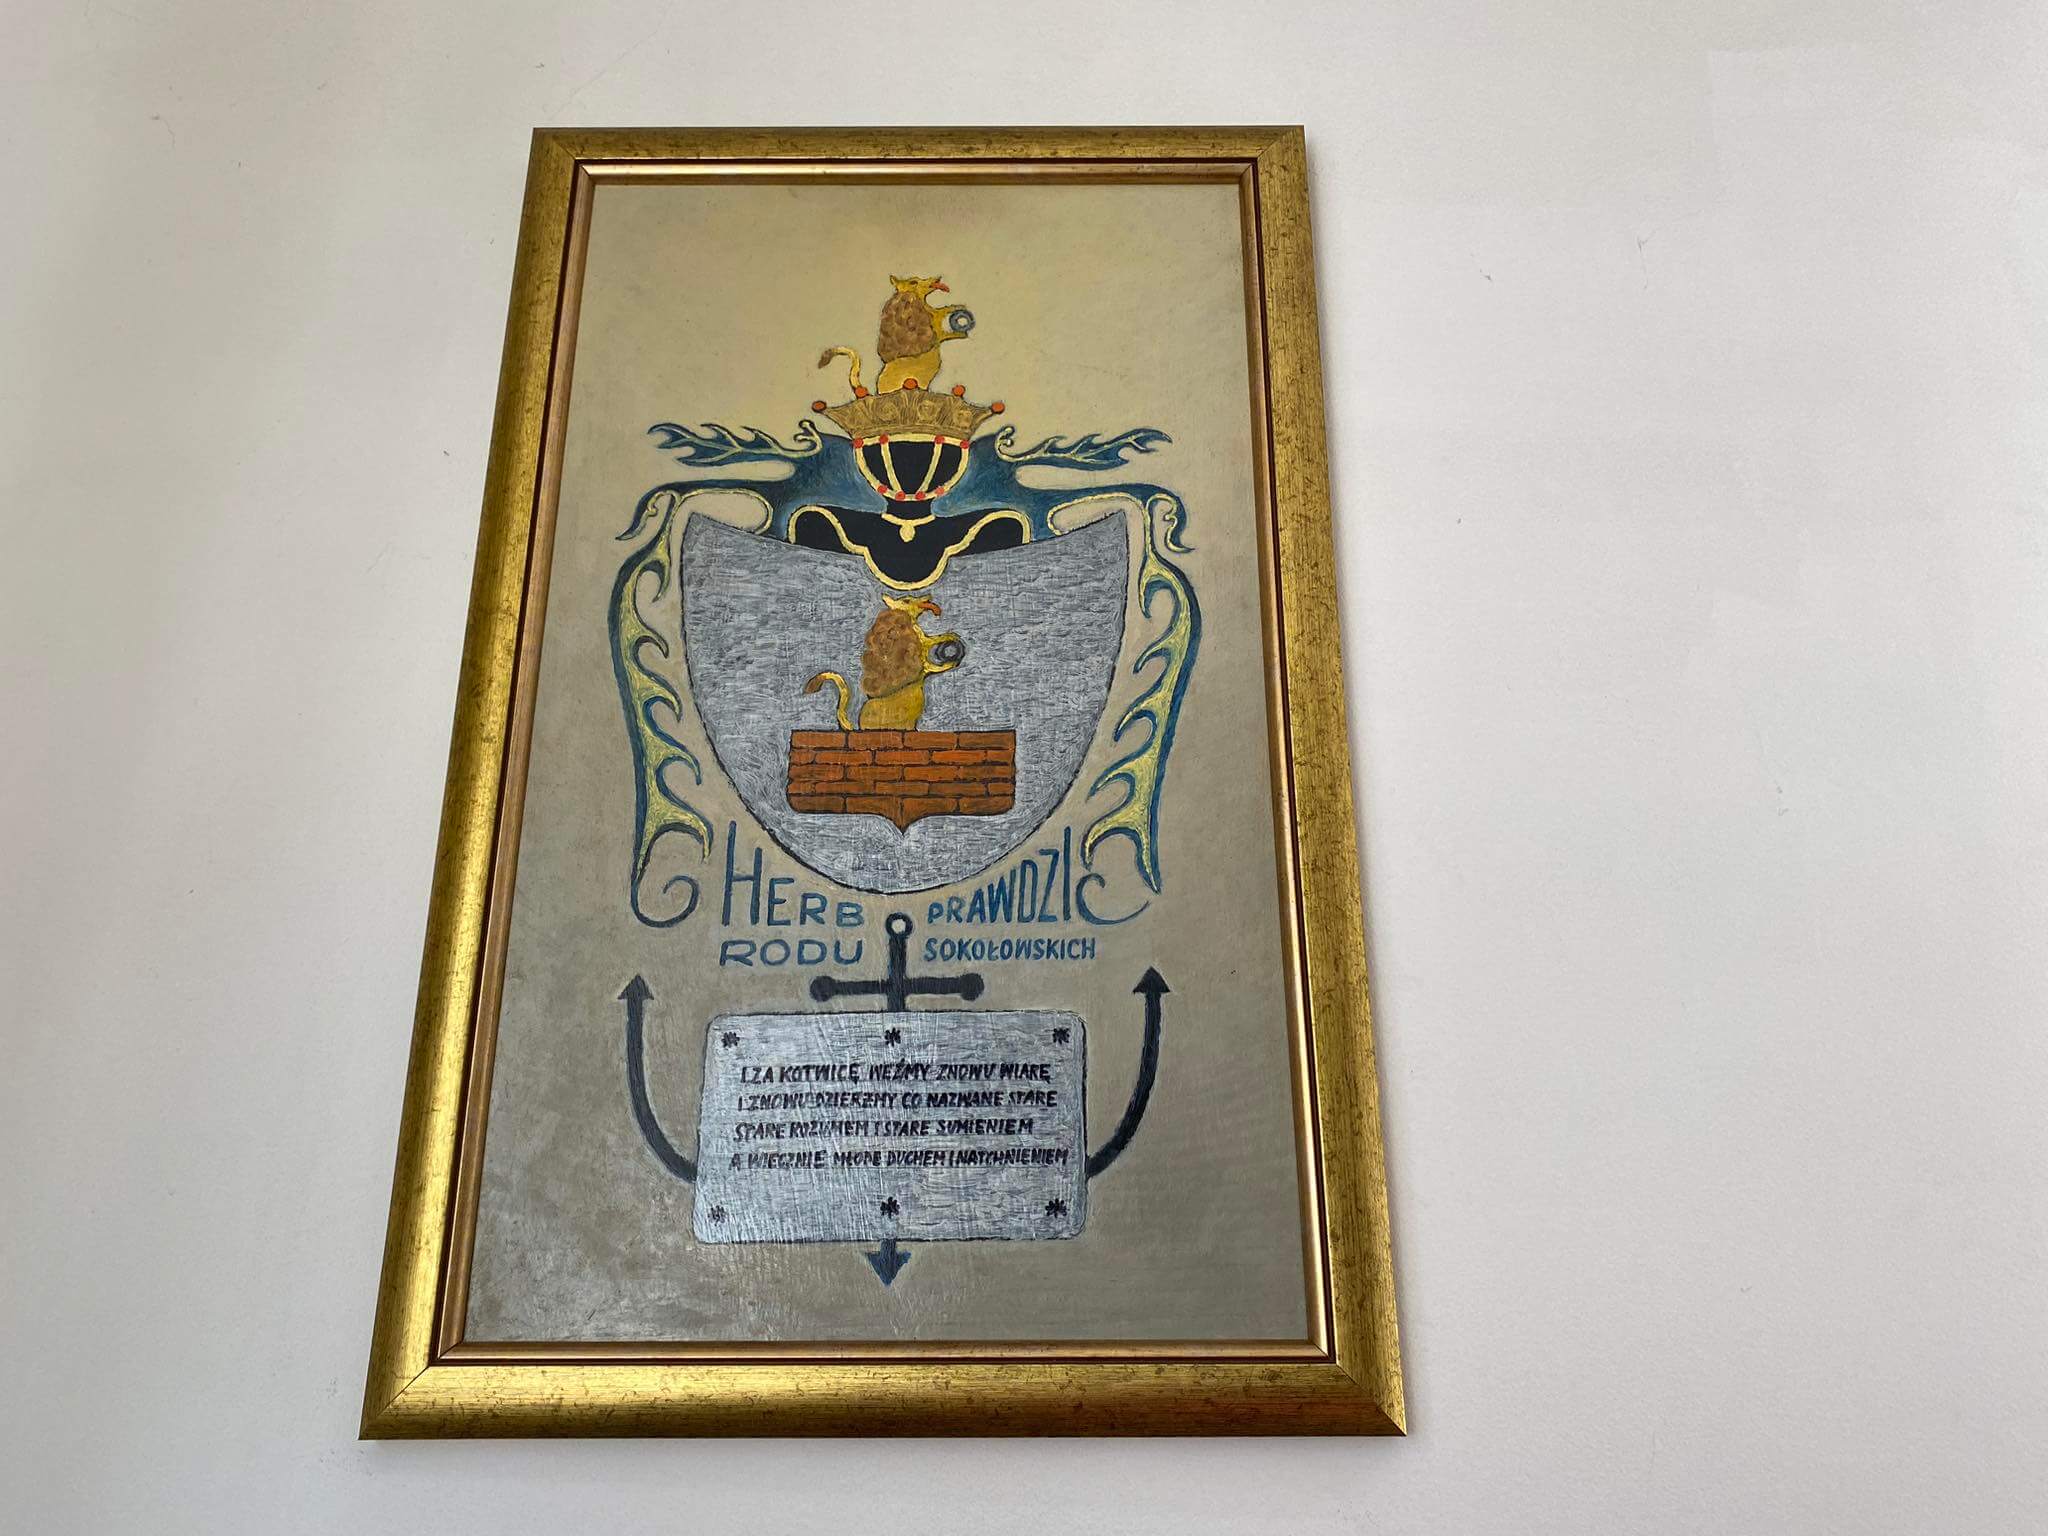 HERB PRAWDZIC
RODU SOKOŁOWSKICH
I ZA KOTWICĘ WEŹMY ZNOWU WIARĘ
I ZNOWU DZIERŻMY CO NAZWANE STARE
STARE ROZUMEM I STARE SUMIENIEM
A WIECZNIE MŁODE DUCHEM I NATCHNIENIEM